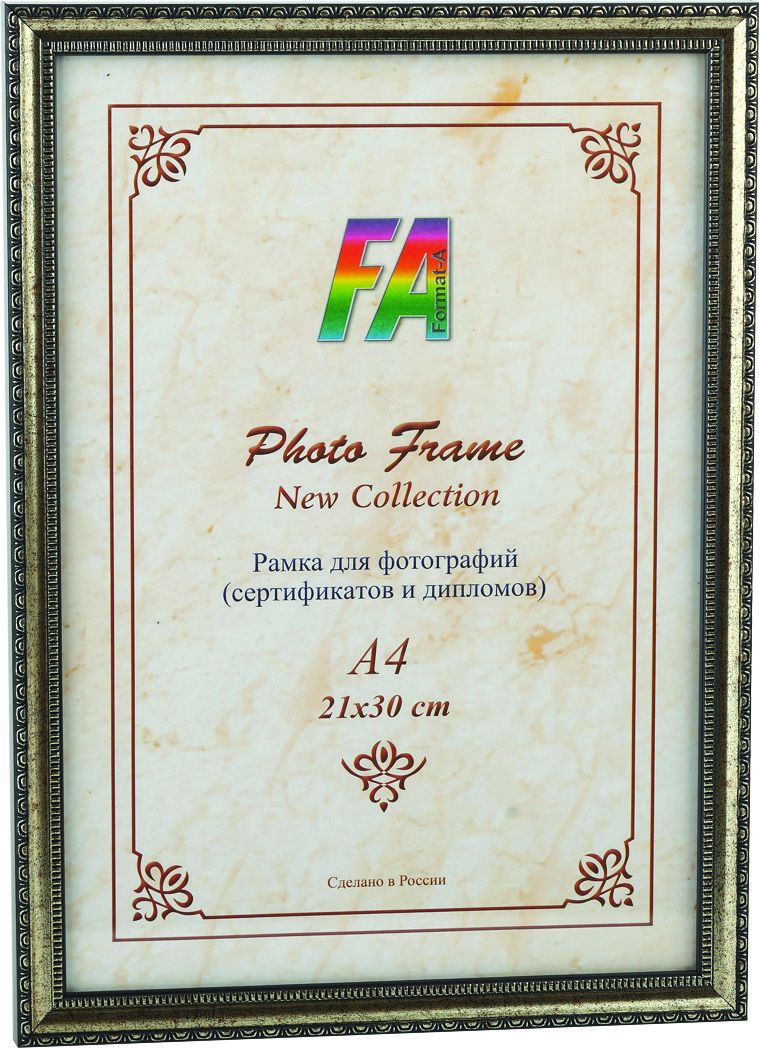 FA
Format-A
Photo Frame
New Collection
Рамка для фотографий
(сертификатов и дипломов)
A4
21x30 cm
Сделано в России